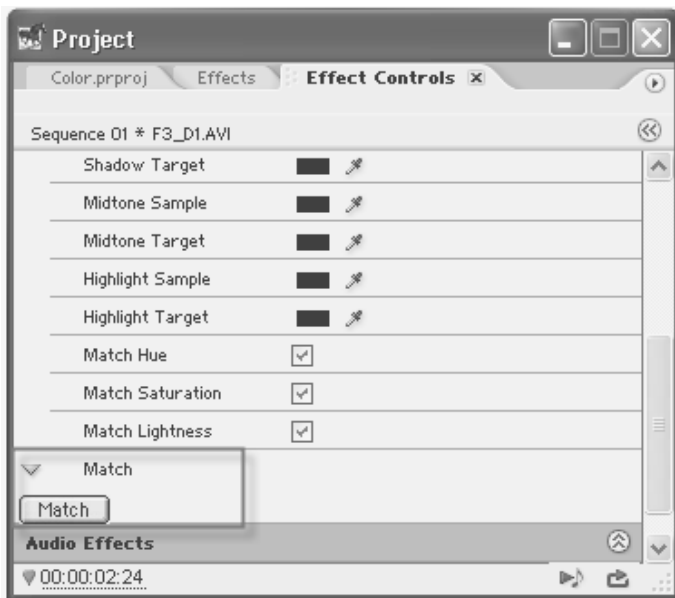 Project
Color.prproj Effects Effect Controls
Sequence 01 * F3_D1.AVI
Shadow Target
Midtone Sample
Midtone Target
Highlight Sample
Highlight Target
Match Hue
Match Saturation
Match Lightness
Match
Match
Audio Effects
00:00:02:24